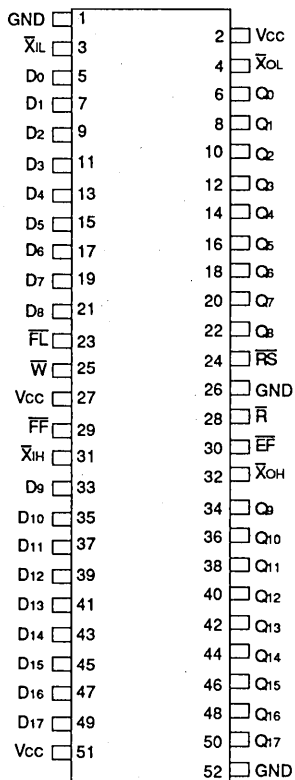 GND 1
2 Vcc
X̅IL 3
4 X̅OL
D0 5
6 Q0
D1 7
8 Q1
D2 9
10 Q2
D3 11
12 Q3
D4 13
14 Q4
D5 15
16 Q5
D6 17
18 Q6
D7 19
20 Q7
D8 21
22 Q8
F̅L̅ 23
24 R̅S̅
W̅ 25
26 GND
Vcc 27
28 R̅
F̅F̅ 29
30 E̅F̅
X̅IH 31
32 X̅OH
D9 33
34 Q9
D10 35
36 Q10
D11 37
38 Q11
D12 39
40 Q12
D13 41
42 Q13
D14 43
44 Q14
D15 45
46 Q15
D16 47
48 Q16
D17 49
50 Q17
Vcc 51
52 GND